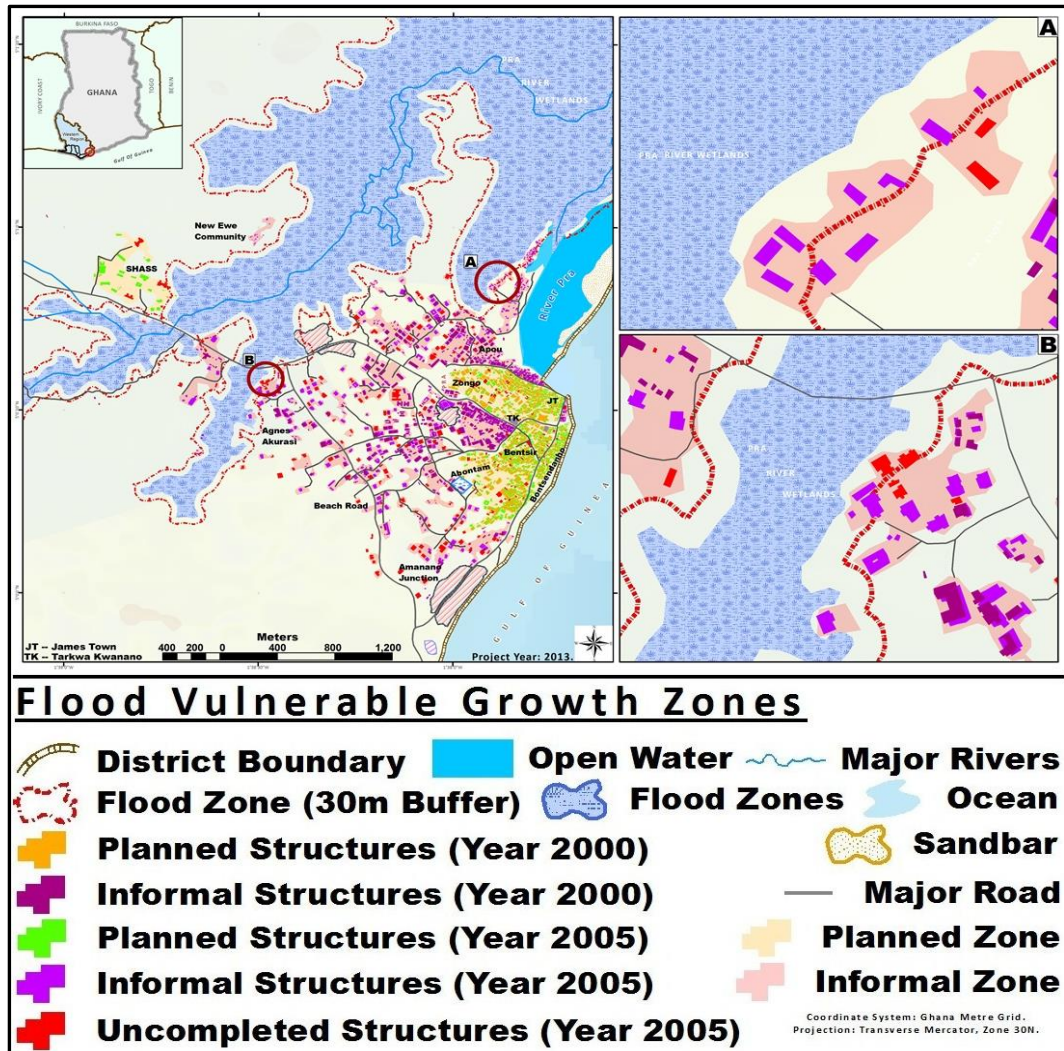 BURKINA FASO
IVORY COAST
GHANA
TOGO
BENIN
Western
Region
Gulf Of Guinea
PRA
RIVER
WETLANDS
New Ewe
Community
SHASS
A
B
River Pra
Apou
Zongo
JT
TK
Bentsir
Bontsendanho
Agnes
Akurasi
Abontam
Beach Road
Amanano
Junction
GULF OF GUINEA
JT -- James Town
TK -- Tarkwa Kwanano
Meters
400 200 0 400 800 1,200
Project Year: 2013.
A
PRA RIVER WETLANDS
B
PRA
RIVER
WETLANDS
Flood Vulnerable Growth Zones
District Boundary
Open Water
Major Rivers
Flood Zone (30m Buffer)
Flood Zones
Ocean
Planned Structures (Year 2000)
Sandbar
Informal Structures (Year 2000)
Major Road
Planned Structures (Year 2005)
Planned Zone
Informal Structures (Year 2005)
Informal Zone
Uncompleted Structures (Year 2005)
Coordinate System: Ghana Metre Grid.
Projection: Transverse Mercator, Zone 30N.